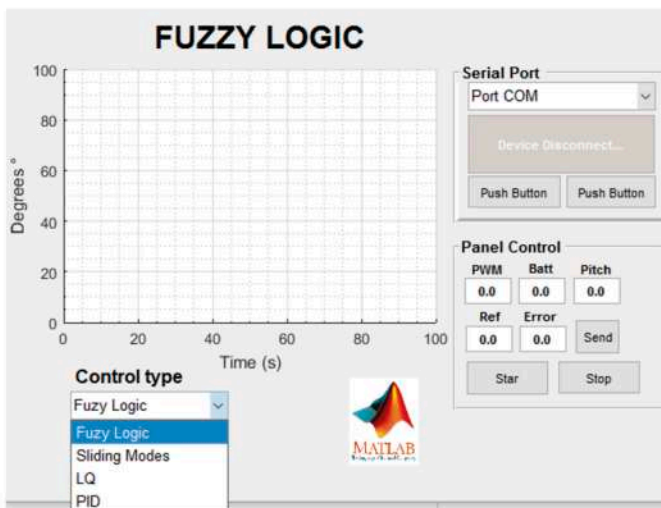 FUZZY LOGIC
100
80
60
40
20
0
Degrees °
0 20 40 60 80 100
Time (s)
Serial Port
Port COM
Device Disconnect...
Push Button Push Button
Panel Control
PWM Batt Pitch
0.0 0.0 0.0
Ref Error
0.0 0.0 Send
Star Stop
Control type
Fuzy Logic
Fuzy Logic
Sliding Modes
LQ
PID
MATLAB